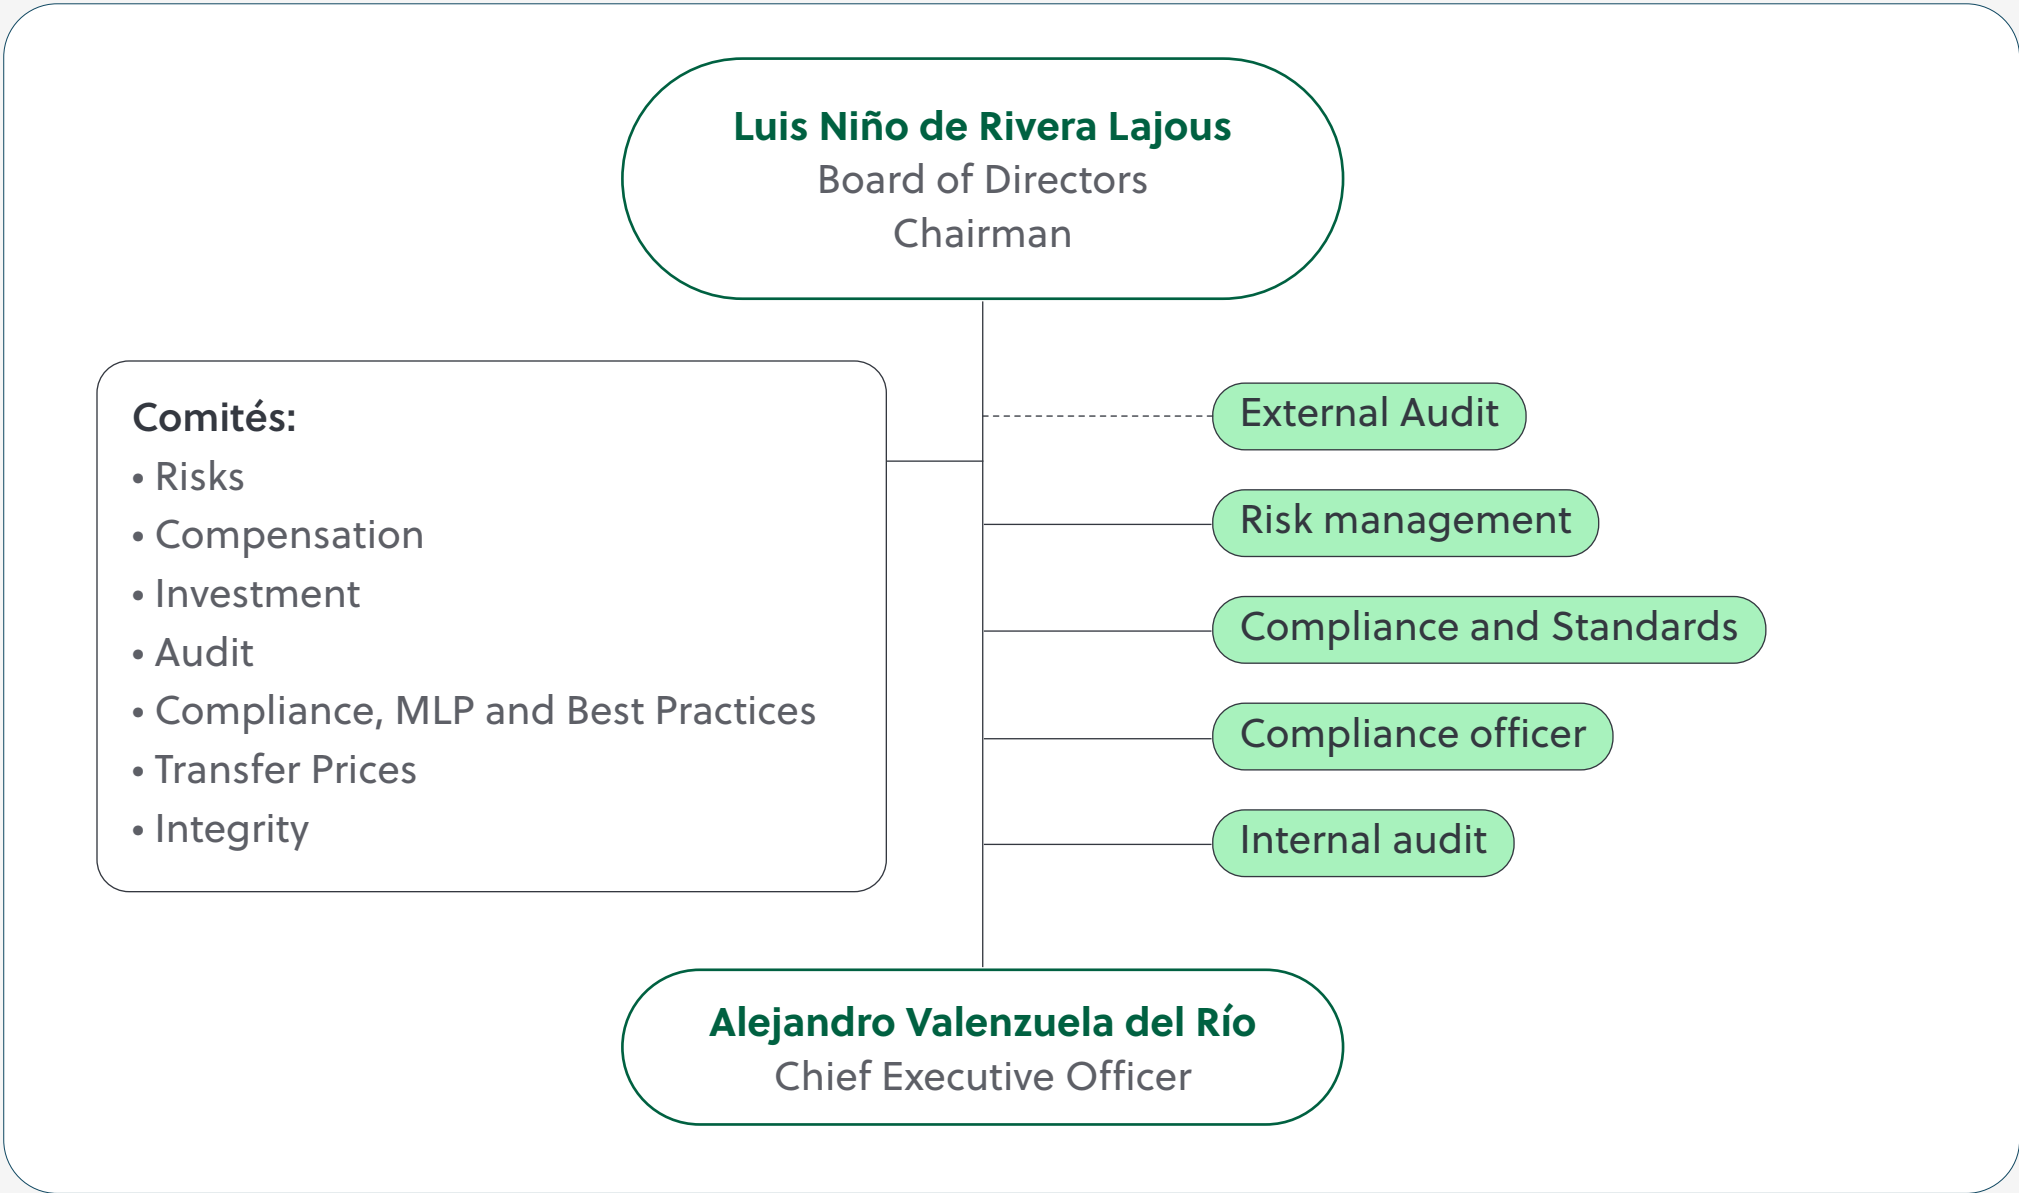 Luis Niño de Rivera Lajous
Board of Directors
Chairman
Comités:
• Risks
• Compensation
• Investment
• Audit
• Compliance, MLP and Best Practices
• Transfer Prices
• Integrity
External Audit
Risk management
Compliance and Standards
Compliance officer
Internal audit
Alejandro Valenzuela del Río
Chief Executive Officer